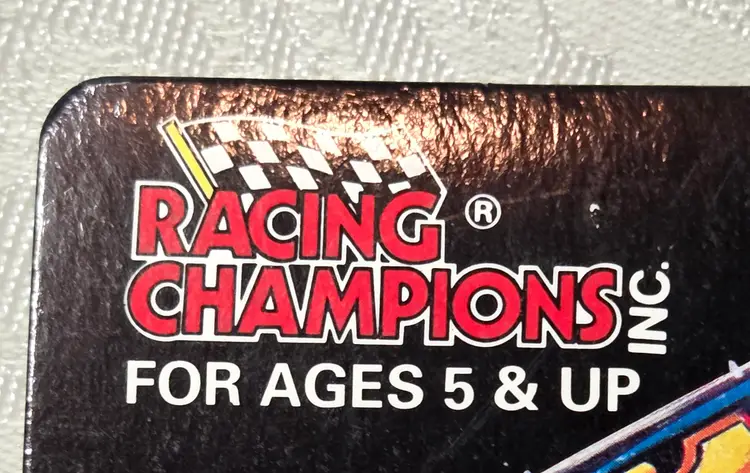 RACING ®
CHAMPIONS INC.
FOR AGES 5 & UP